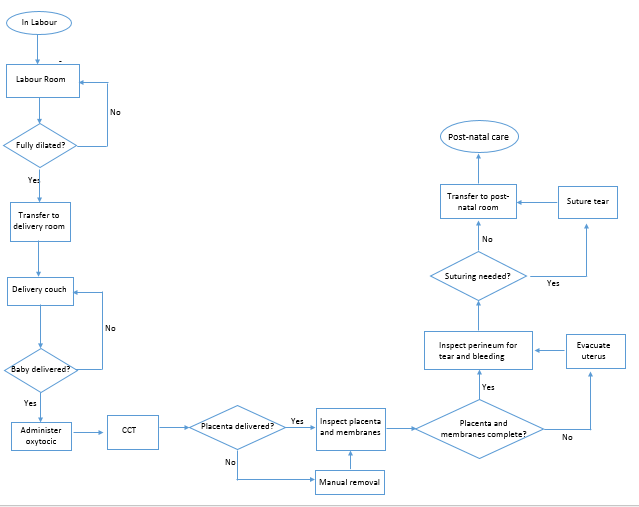 In Labour
Labour Room
No
Fully dilated?
Yes
Transfer to
delivery room
Delivery couch
No
Baby delivered?
Yes
Administer
oxytocic
CCT
Placenta delivered?
Yes
No
Inspect placenta
and membranes
Manual removal
Placenta and
membranes complete?
Yes
No
Evacuate
uterus
Inspect perineum for
tear and bleeding
Suturing needed?
No
Yes
Suture tear
Transfer to post-
natal room
Post-natal care